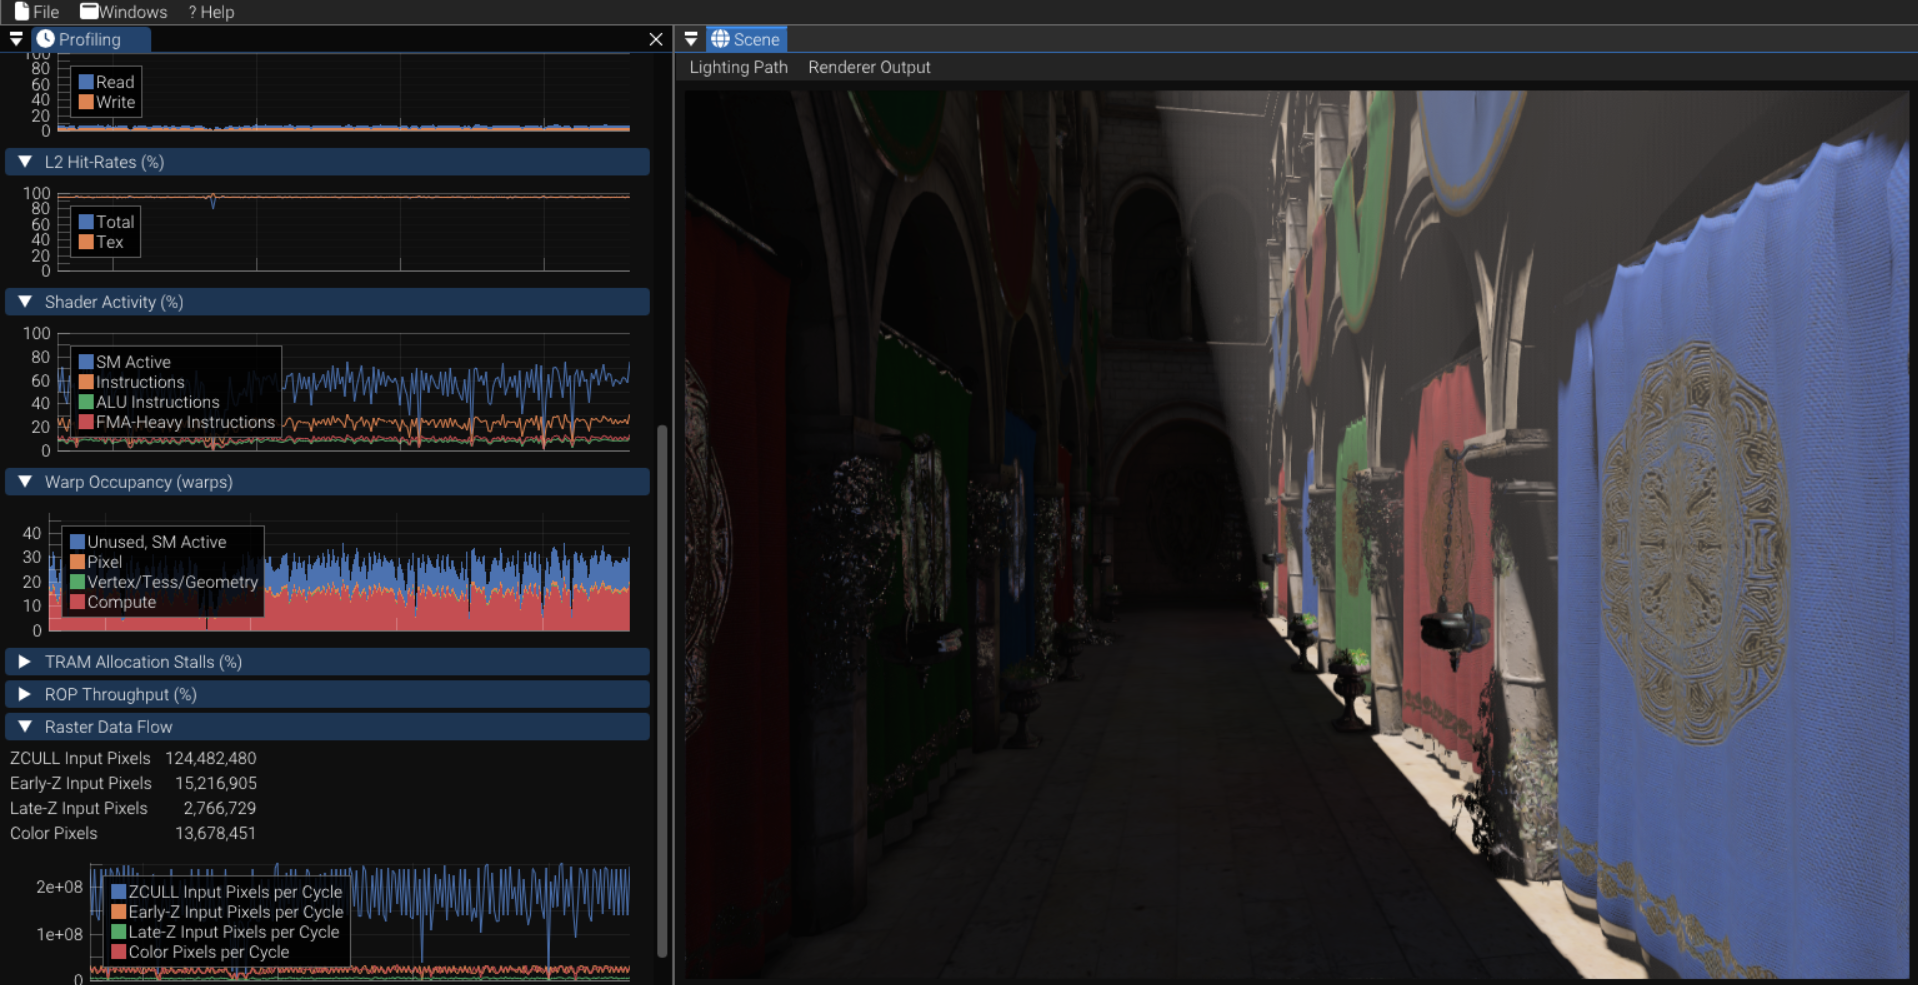 File Windows ? Help
Profiling
100
80
60
40
20
0
Read
Write
L2 Hit-Rates (%)
100
80
60
40
20
0
Total
Tex
Shader Activity (%)
100
80
60
40
20
0
SM Active
Instructions
ALU Instructions
FMA-Heavy Instructions
Warp Occupancy (warps)
40
30
20
10
0
Unused, SM Active
Pixel
Vertex/Tess/Geometry
Compute
TRAM Allocation Stalls (%)
ROP Throughput (%)
Raster Data Flow
ZCULL Input Pixels 124,482,480
Early-Z Input Pixels 15,216,905
Late-Z Input Pixels 2,766,729
Color Pixels 13,678,451
2e+08
1e+08
0
ZCULL Input Pixels per Cycle
Early-Z Input Pixels per Cycle
Late-Z Input Pixels per Cycle
Color Pixels per Cycle
Scene
Lighting Path Renderer Output